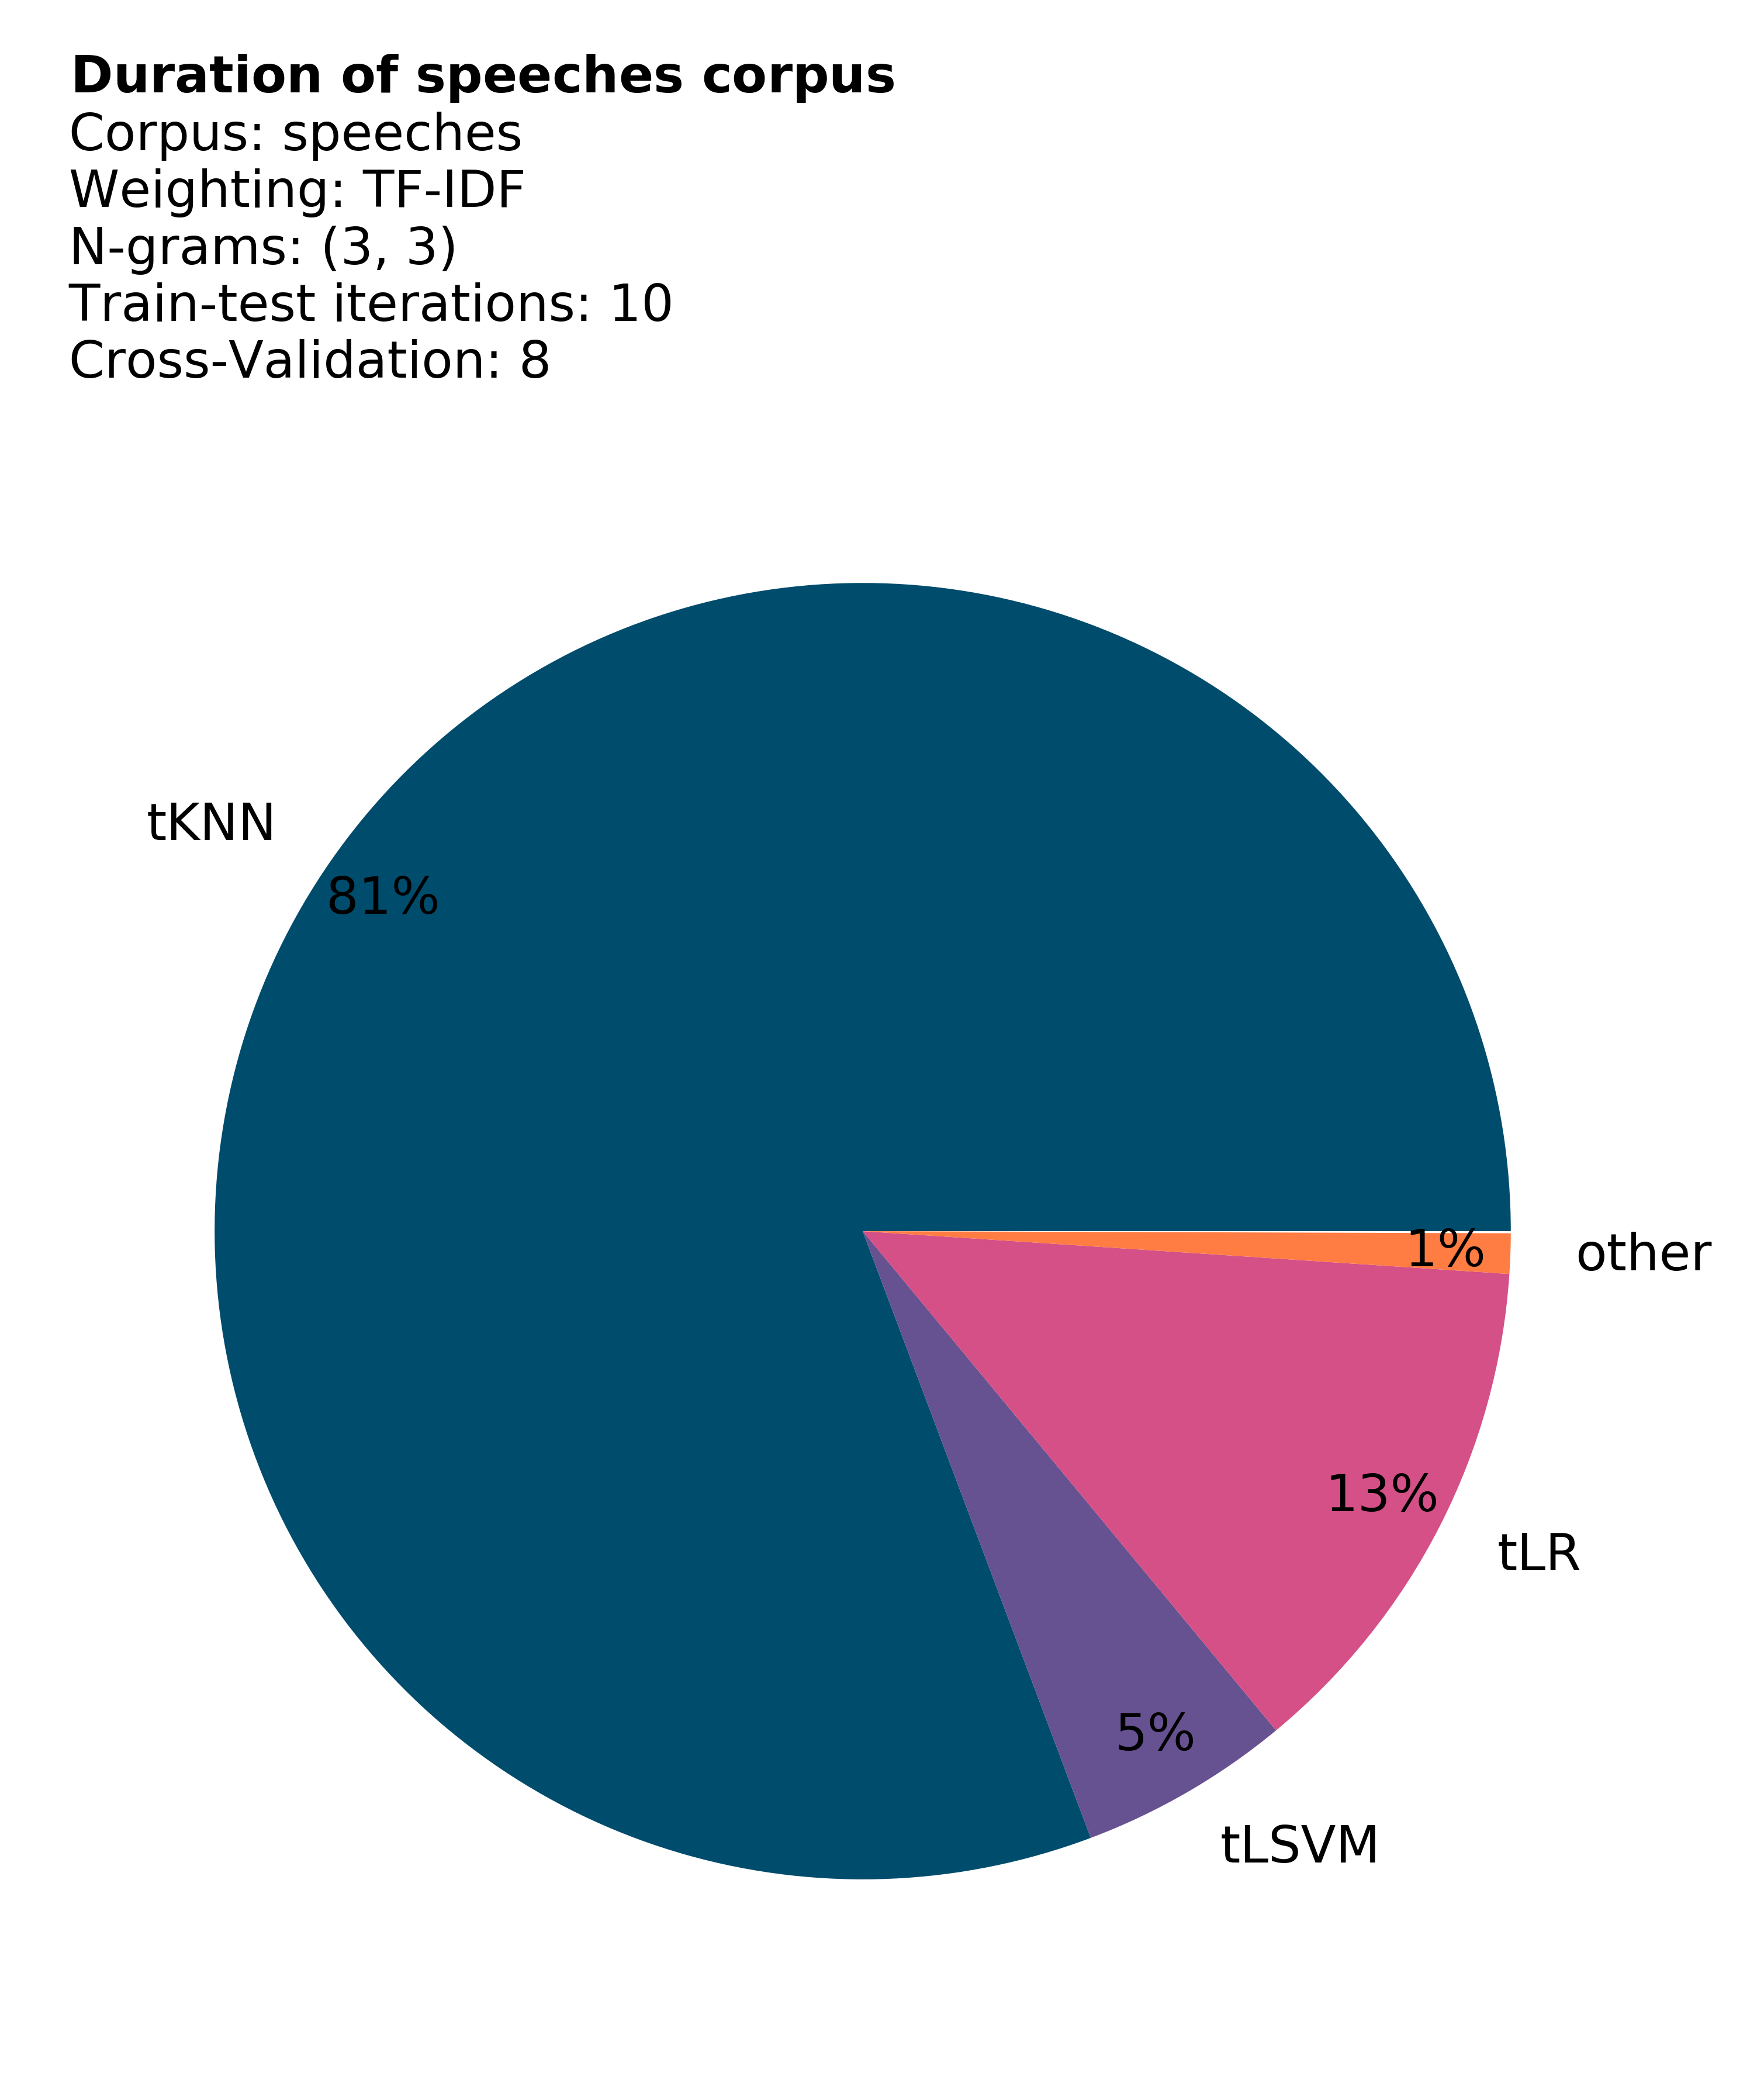 Duration of speeches corpus
Corpus: speeches
Weighting: TF-IDF
N-grams: (3, 3)
Train-test iterations: 10
Cross-Validation: 8
tKNN
81%
1%
other
13%
tLR
5%
tLSVM